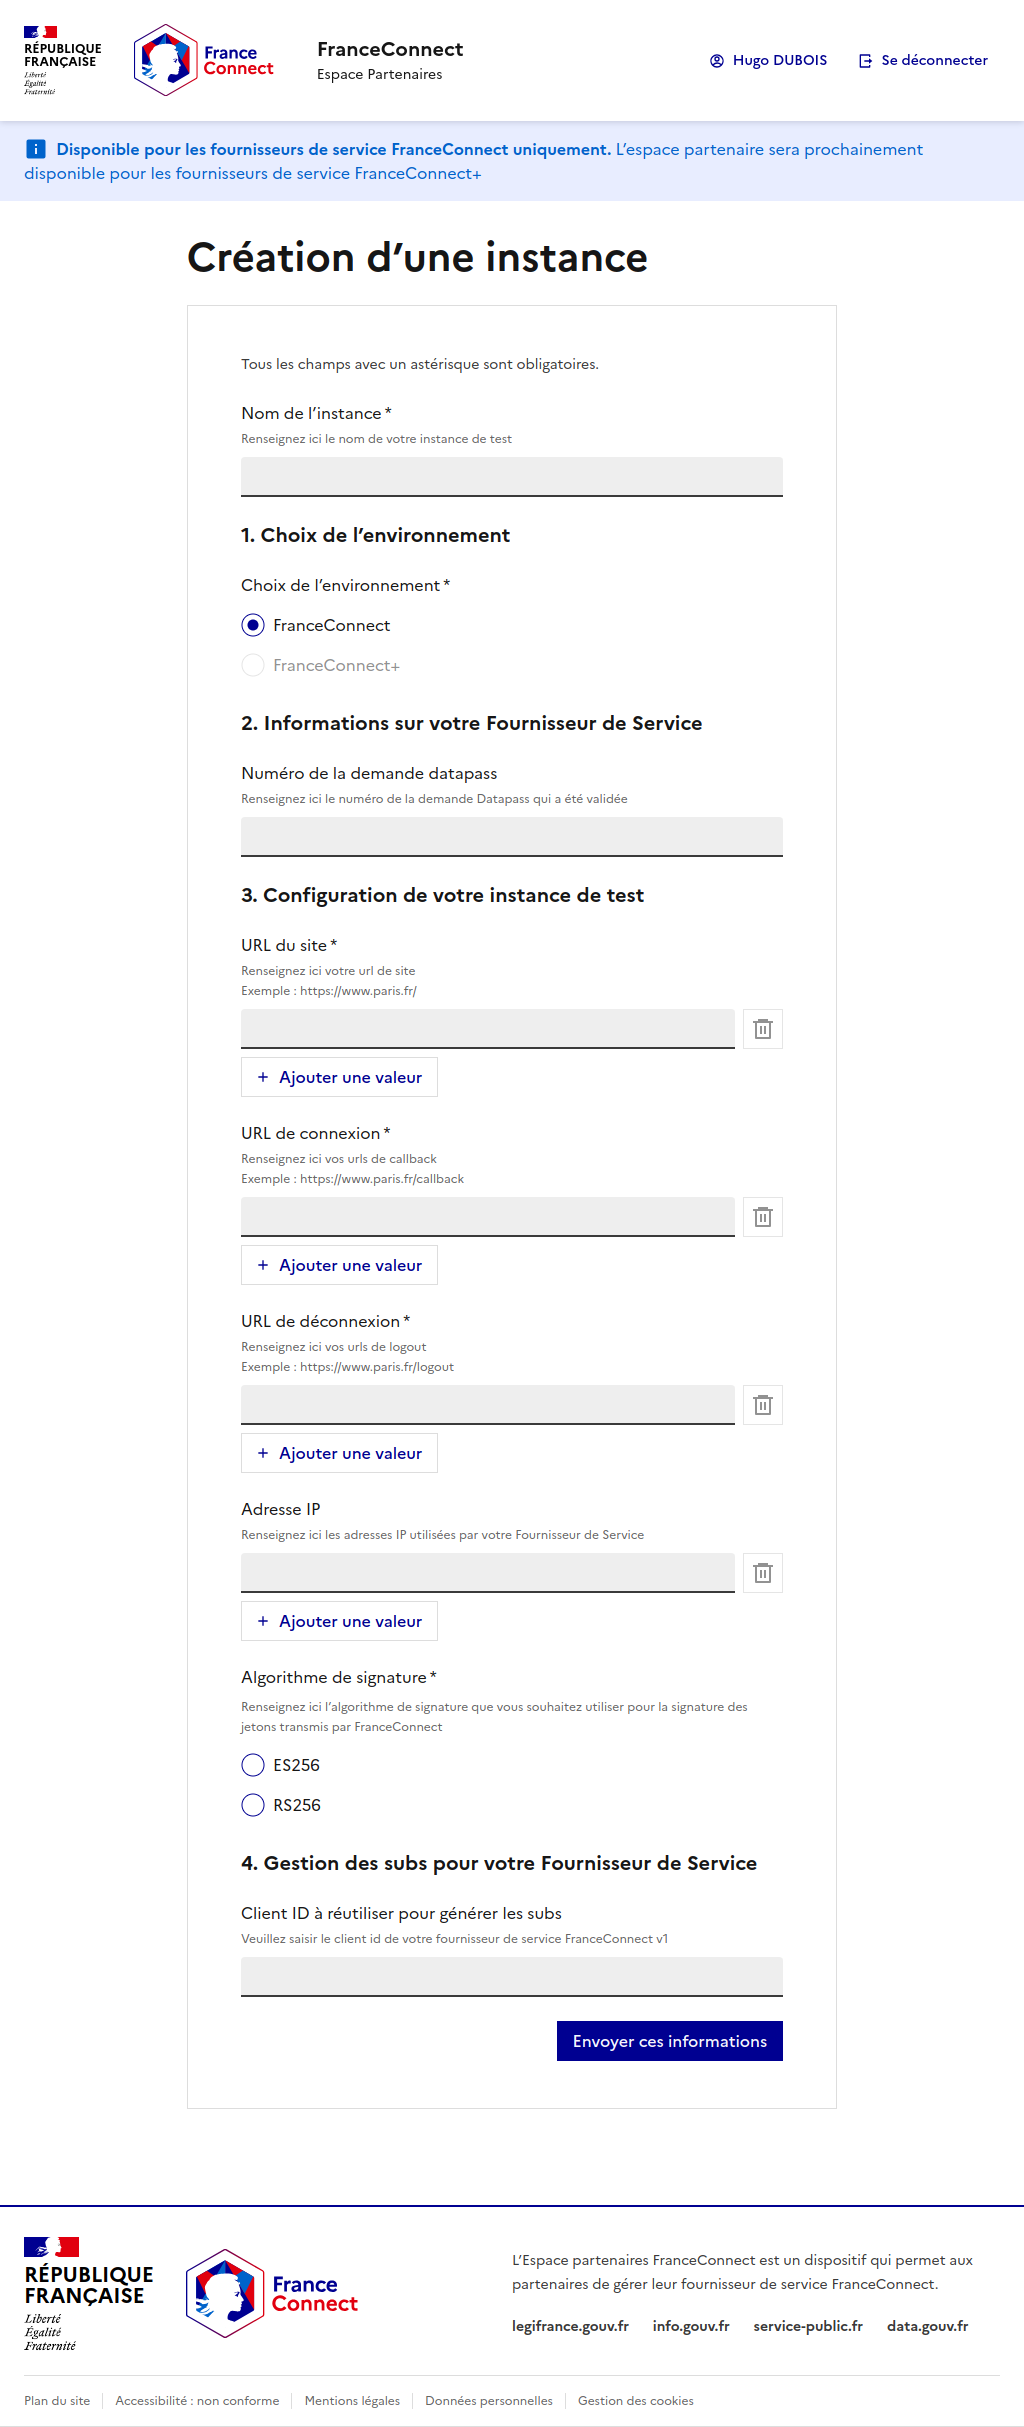 RÉPUBLIQUE
FRANÇAISE
Liberté
Égalité
Fraternité
France
Connect
FranceConnect
Espace Partenaires
Hugo DUBOIS
Se déconnecter
Disponible pour les fournisseurs de service FranceConnect uniquement. L’espace partenaire sera prochainement
disponible pour les fournisseurs de service FranceConnect+
Création d’une instance
Tous les champs avec un astérisque sont obligatoires.
Nom de l’instance *
Renseignez ici le nom de votre instance de test
1. Choix de l’environnement
Choix de l’environnement *
FranceConnect
FranceConnect+
2. Informations sur votre Fournisseur de Service
Numéro de la demande datapass
Renseignez ici le numéro de la demande Datapass qui a été validée
3. Configuration de votre instance de test
URL du site *
Renseignez ici votre url de site
Exemple : https://www.paris.fr/
+ Ajouter une valeur
URL de connexion *
Renseignez ici vos urls de callback
Exemple : https://www.paris.fr/callback
+ Ajouter une valeur
URL de déconnexion *
Renseignez ici vos urls de logout
Exemple : https://www.paris.fr/logout
+ Ajouter une valeur
Adresse IP
Renseignez ici les adresses IP utilisées par votre Fournisseur de Service
+ Ajouter une valeur
Algorithme de signature *
Renseignez ici l’algorithme de signature que vous souhaitez utiliser pour la signature des
jetons transmis par FranceConnect
ES256
RS256
4. Gestion des subs pour votre Fournisseur de Service
Client ID à réutiliser pour générer les subs
Veuillez saisir le client id de votre fournisseur de service FranceConnect v1
Envoyer ces informations
RÉPUBLIQUE
FRANÇAISE
Liberté
Égalité
Fraternité
France
Connect
L’Espace partenaires FranceConnect est un dispositif qui permet aux
partenaires de gérer leur fournisseur de service FranceConnect.
legifrance.gouv.fr info.gouv.fr service-public.fr data.gouv.fr
Plan du site Accessibilité : non conforme Mentions légales Données personnelles Gestion des cookies